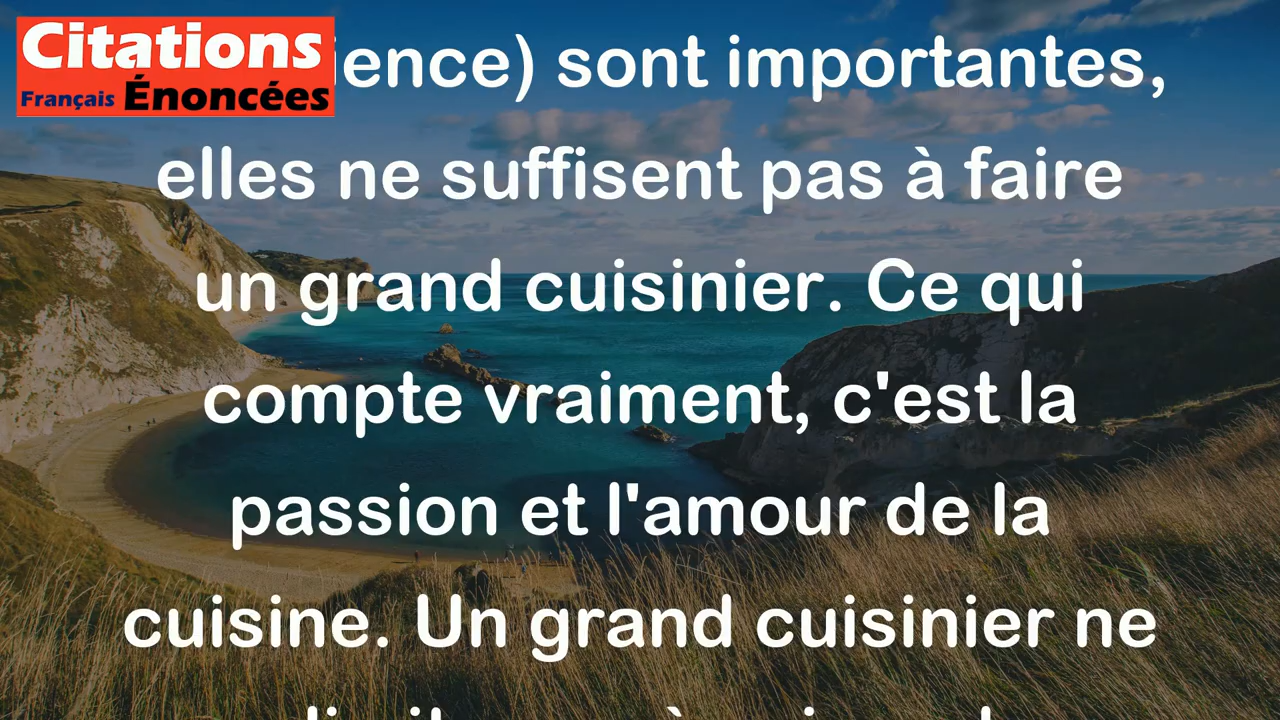 Citations
Français Énoncées
ience) sont importantes,
elles ne suffisent pas à faire
un grand cuisinier. Ce qui
compte vraiment, c'est la
passion et l'amour de la
cuisine. Un grand cuisinier ne